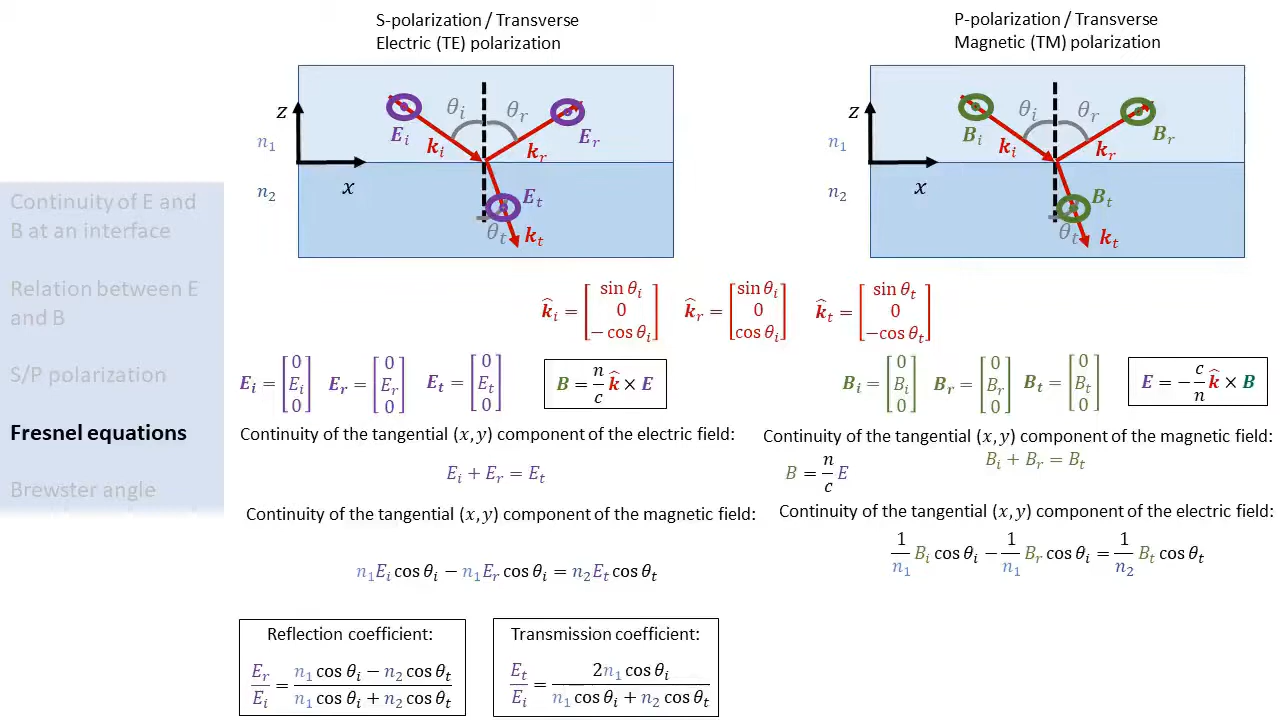 S-polarization / Transverse
Electric (TE) polarization
P-polarization / Transverse
Magnetic (TM) polarization
z
x
n₁
n₂
θᵢ
θᵣ
Eᵢ
Eᵣ
kᵢ
kᵣ
Eₜ
θₜ
kₜ
z
x
n₁
n₂
θᵢ
θᵣ
Bᵢ
Bᵣ
kᵢ
kᵣ
Bₜ
θₜ
kₜ
Continuity of E and
B at an interface
Relation between E
and B
S/P polarization
Fresnel equations
Brewster angle
k̂ᵢ = [sin θᵢ, 0, − cos θᵢ] k̂ᵣ = [sin θᵢ, 0, cos θᵢ] k̂ₜ = [sin θₜ, 0, −cos θₜ]
Eᵢ = [0, Eᵢ, 0] Eᵣ = [0, Eᵣ, 0] Eₜ = [0, Eₜ, 0] B = n/c k̂ × E
Bᵢ = [0, Bᵢ, 0] Bᵣ = [0, Bᵣ, 0] Bₜ = [0, Bₜ, 0] E = − c/n k̂ × B
Continuity of the tangential (x, y) component of the electric field:
Eᵢ + Eᵣ = Eₜ
Continuity of the tangential (x, y) component of the magnetic field:
n₁Eᵢ cos θᵢ − n₁Eᵣ cos θᵢ = n₂Eₜ cos θₜ
Continuity of the tangential (x, y) component of the magnetic field:
Bᵢ + Bᵣ = Bₜ
B = n/c E
Continuity of the tangential (x, y) component of the electric field:
1/n₁ Bᵢ cos θᵢ − 1/n₁ Bᵣ cos θᵢ = 1/n₂ Bₜ cos θₜ
Reflection coefficient:
Eᵣ/Eᵢ = (n₁ cos θᵢ − n₂ cos θₜ)/(n₁ cos θᵢ + n₂ cos θₜ)
Transmission coefficient:
Eₜ/Eᵢ = 2n₁ cos θᵢ/(n₁ cos θᵢ + n₂ cos θₜ)